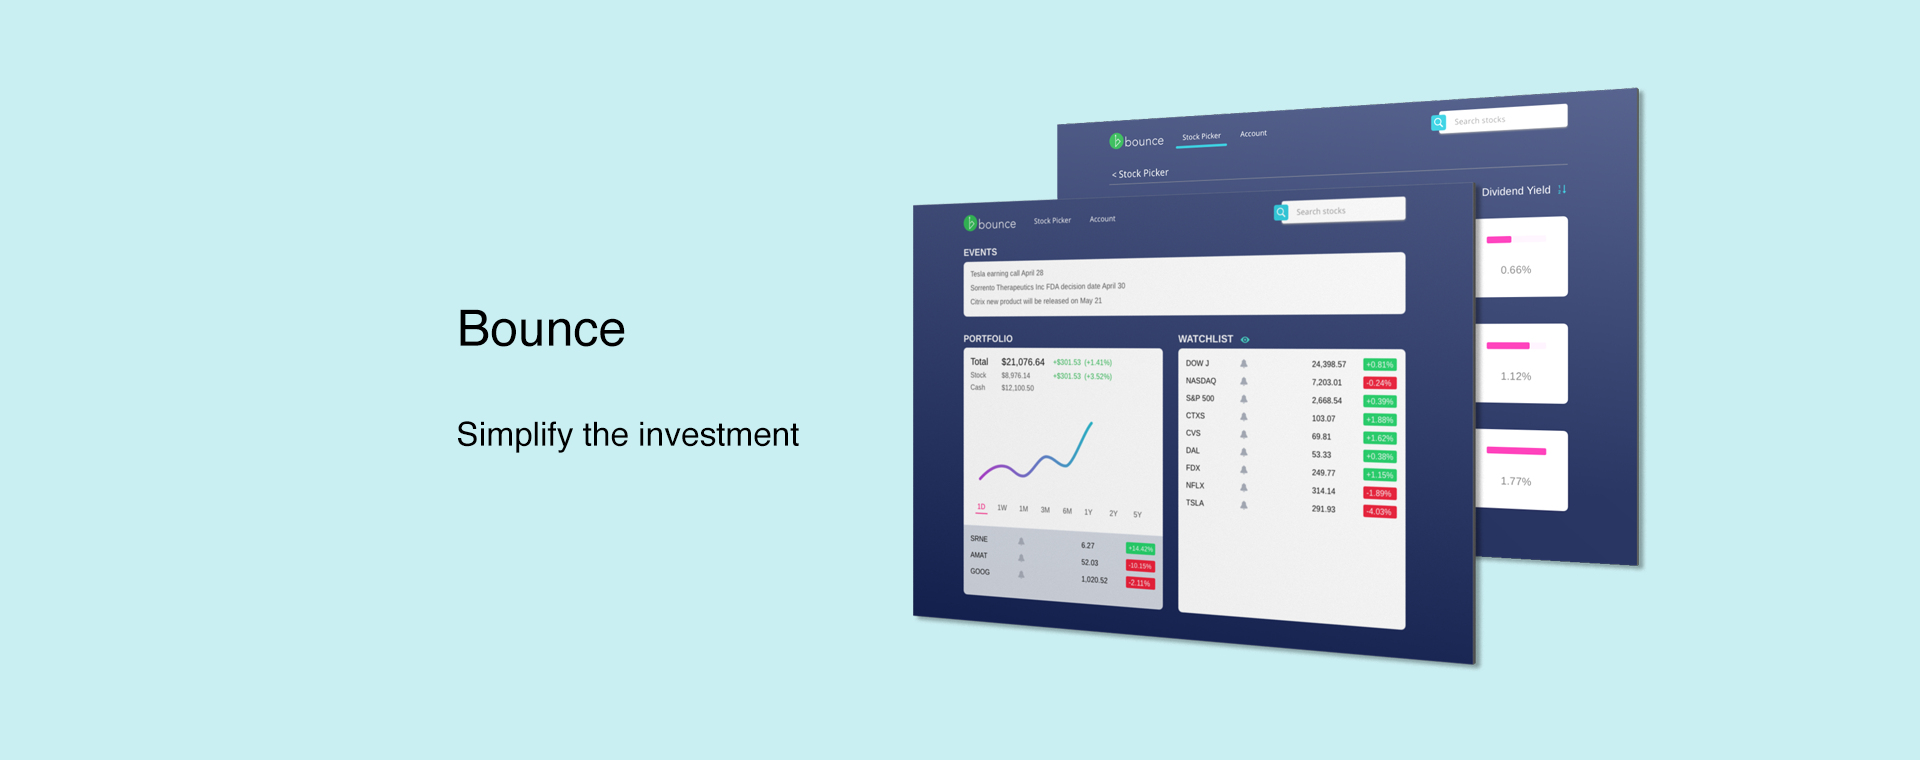 Bounce
Simplify the investment
bounce Stock Picker Account Search stocks
< Stock Picker
Dividend Yield
0.66%
1.12%
1.77%
bounce Stock Picker Account Search stocks
EVENTS
Tesla earning call April 28
Sorrento Therapeutics Inc FDA decision date April 30
Citrix new product will be released on May 21
PORTFOLIO
Total $21,076.64 +$301.53 (+1.41%)
Stock $8,976.14 +$301.53 (+3.52%)
Cash $12,100.50
1D 1W 1M 3M 6M 1Y 2Y 5Y
SRNE 6.27 +14.42%
AMAT 52.03 -10.15%
GOOG 1,020.52 -2.11%
WATCHLIST
DOW J 24,398.57 +0.81%
NASDAQ 7,203.01 -0.24%
S&P 500 2,668.54 +0.39%
CTXS 103.07 +1.88%
CVS 69.81 +1.62%
DAL 53.33 +0.38%
FDX 249.77 +1.15%
NFLX 314.14 -1.89%
TSLA 291.93 -4.03%